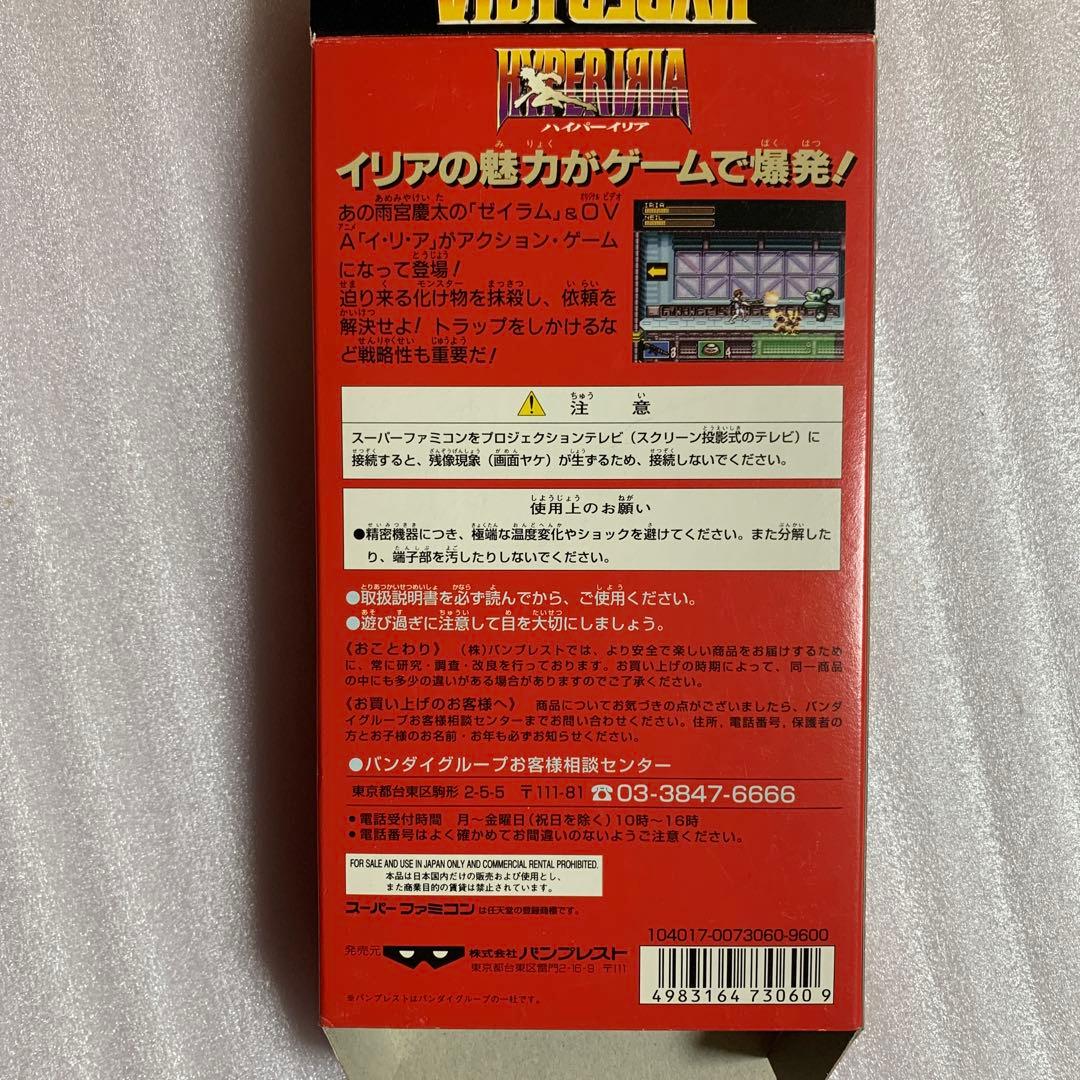 HYPER IRIA
HYPER IRIA
ハイパーイリア
イリアの魅力がゲームで爆発!
あの雨宮慶太の「ゼイラム」&OV
A「イ・リ・ア」がアクション・ゲーム
になって登場!
迫り来る化け物を抹殺し、依頼を
解決せよ! トラップをしかけるな
ど戦略性も重要だ!
IRIA
NEIL
8 4
注 意
スーパーファミコンをプロジェクションテレビ(スクリーン投影式のテレビ)に
接続すると、残像現象(画面ヤケ)が生ずるため、接続しないでください。
使用上のお願い
●精密機器につき、極端な温度変化やショックを避けてください。また分解した
り、端子部を汚したりしないでください。
●取扱説明書を必ず読んでから、ご使用ください。
●遊び過ぎに注意して目を大切にしましょう。
《おことわり》 (株)バンプレストでは、より安全で楽しい商品をお届けするため
に、常に研究・調査・改良を行っております。お買い上げの時期によって、同一商品
の中にも多少の違いがある場合がありますのでご了承ください。
《お買い上げのお客様へ》 商品についてお気づきの点がございましたら、バンダ
イグループお客様相談センターまでお問い合わせください。住所,電話番号,保護者の
方とお子様のお名前・お年も必ずお知らせください。
●バンダイグループお客様相談センター
東京都台東区駒形 2-5-5 〒111-81 ☎03-3847-6666
●電話受付時間 月〜金曜日(祝日を除く)10時〜16時
●電話番号はよく確かめてお間違いのないようご注意ください。
FOR SALE AND USE IN JAPAN ONLY AND COMMERCIAL RENTAL PROHIBITED.
本品は日本国内だけの販売および使用とし、
また商業目的の賃貸は禁止されています。
スーパーファミコンは任天堂の登録商標です。
104017-0073060-9600
発売元 株式会社バンプレスト
東京都台東区雷門2-16-9 〒111
4983164 730609
※バンプレストはバンダイグループの一社です。